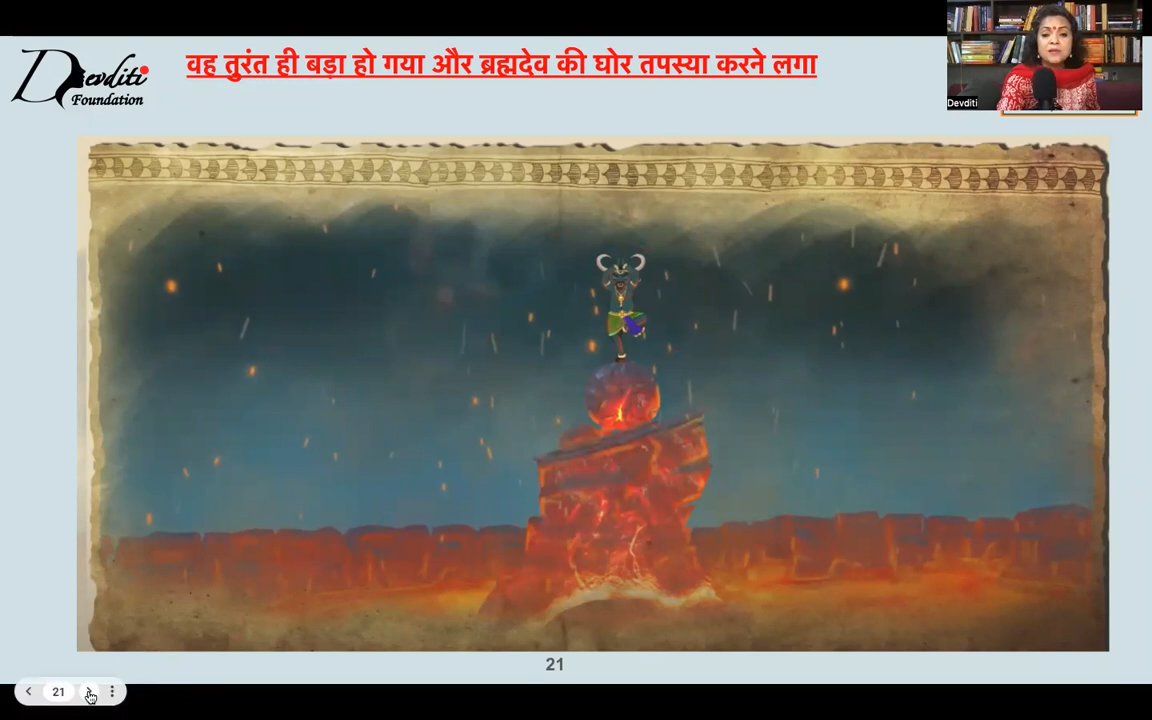 वह तुरंत ही बड़ा हो गया और ब्रह्मदेव की घोर तपस्या करने लगा
Devditi
Foundation
Devditi
21
21